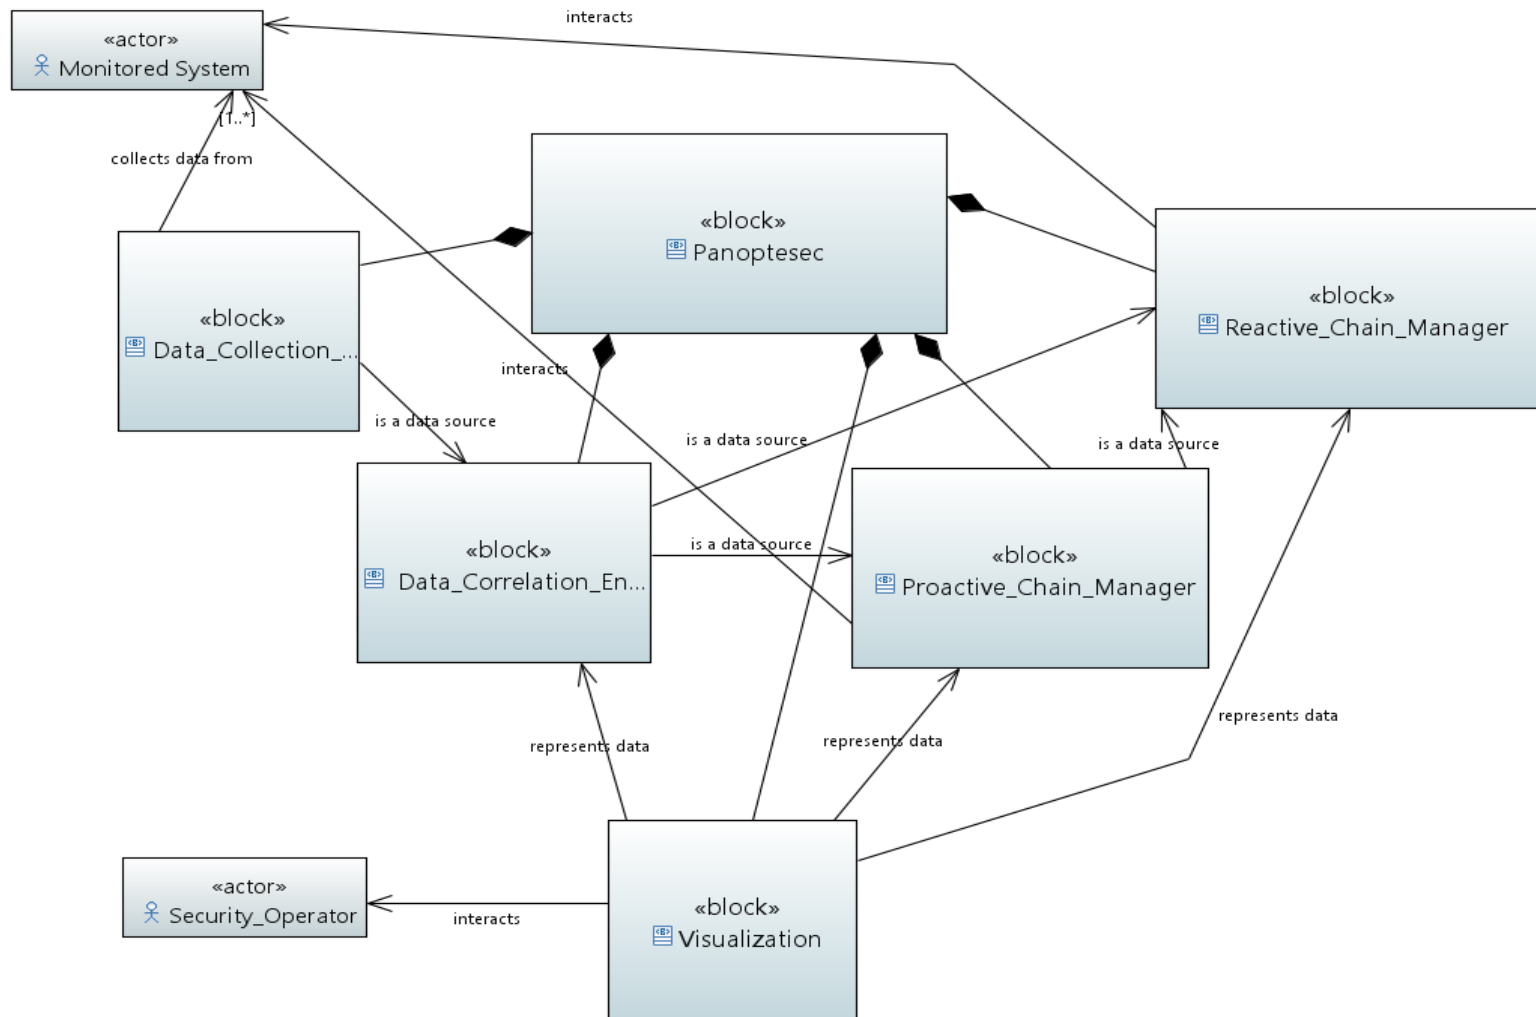 interacts
«actor»
Monitored System
[1..*]
collects data from
«block»
Panoptesec
«block»
Reactive_Chain_Manager
«block»
Data_Collection_...
interacts
is a data source
is a data source
is a data source
«block»
Data_Correlation_En...
is a data source
«block»
Proactive_Chain_Manager
represents data
represents data
represents data
«actor»
Security_Operator
interacts
«block»
Visualization